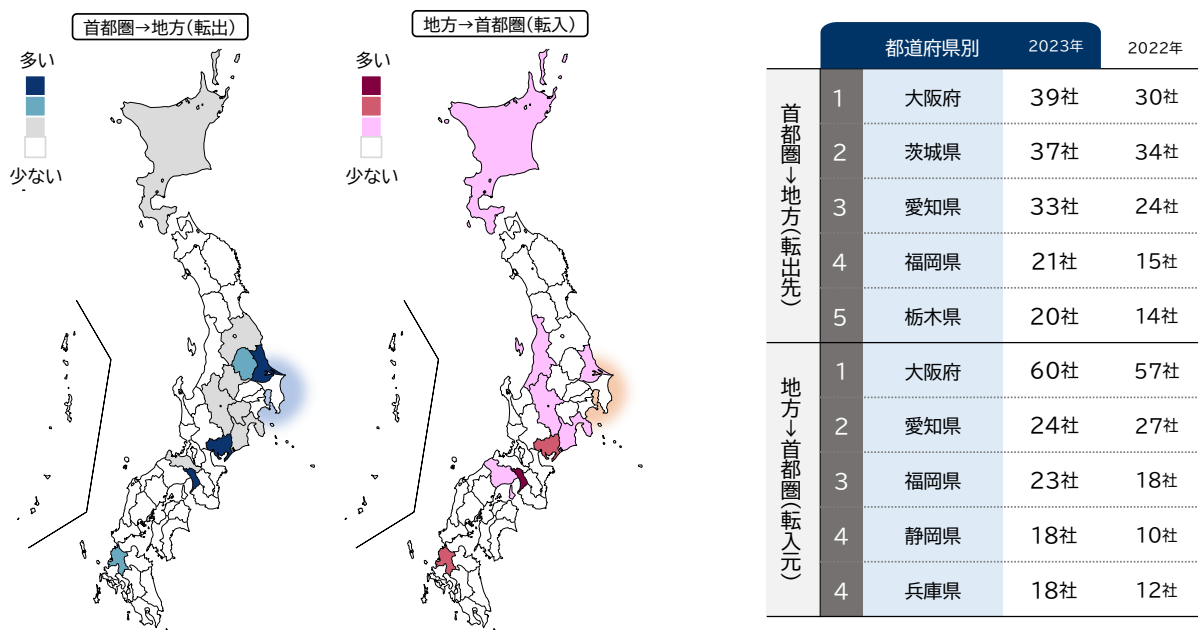 首都圏→地方(転出)
多い
少ない
地方→首都圏(転入)
多い
少ない
都道府県別 2023年 2022年
首都圏→地方(転出先)
1 大阪府 39社 30社
2 茨城県 37社 34社
3 愛知県 33社 24社
4 福岡県 21社 15社
5 栃木県 20社 14社
地方→首都圏(転入元)
1 大阪府 60社 57社
2 愛知県 24社 27社
3 福岡県 23社 18社
4 静岡県 18社 10社
4 兵庫県 18社 12社